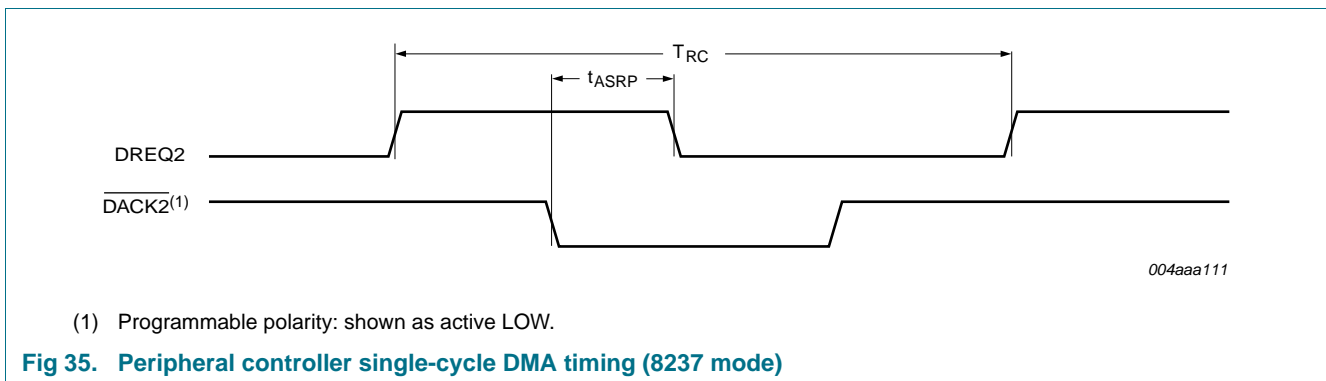 T_RC
t_ASRP
DREQ2
DACK2(1)
004aaa111
(1) Programmable polarity: shown as active LOW.
Fig 35. Peripheral controller single-cycle DMA timing (8237 mode)